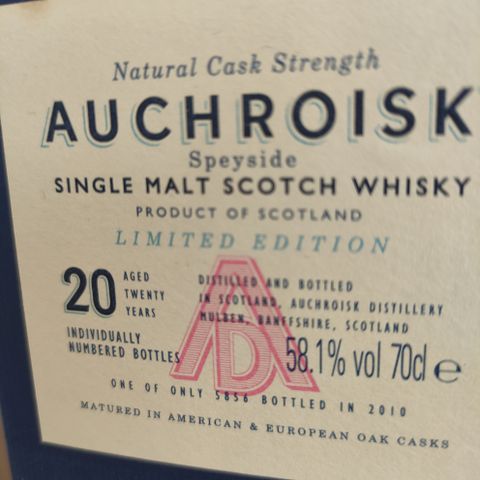 Natural Cask Strength
AUCHROISK
Speyside
SINGLE MALT SCOTCH WHISKY
PRODUCT OF SCOTLAND
LIMITED EDITION
20 AGED TWENTY YEARS
INDIVIDUALLY
NUMBERED BOTTLES
DISTILLED AND BOTTLED
IN SCOTLAND, AUCHROISK DISTILLERY
MULBEN, BANFFSHIRE, SCOTLAND
58.1% vol 70cl e
AD
ONE OF ONLY 5856 BOTTLED IN 2010
MATURED IN AMERICAN & EUROPEAN OAK CASKS